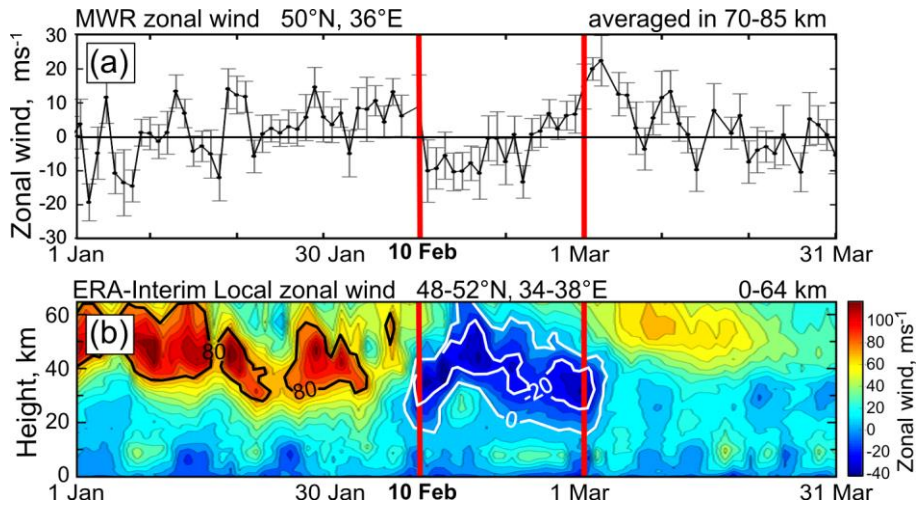 MWR zonal wind 50°N, 36°E averaged in 70-85 km
(a)
Zonal wind, ms⁻¹
30
20
10
0
-10
-20
-30
1 Jan 30 Jan 10 Feb 1 Mar 31 Mar
ERA-Interim Local zonal wind 48-52°N, 34-38°E 0-64 km
(b)
Height, km
60
40
20
0
80
80
0
-20
1 Jan 30 Jan 10 Feb 1 Mar 31 Mar
100
80
60
40
20
0
-20
-40
Zonal wind, ms⁻¹